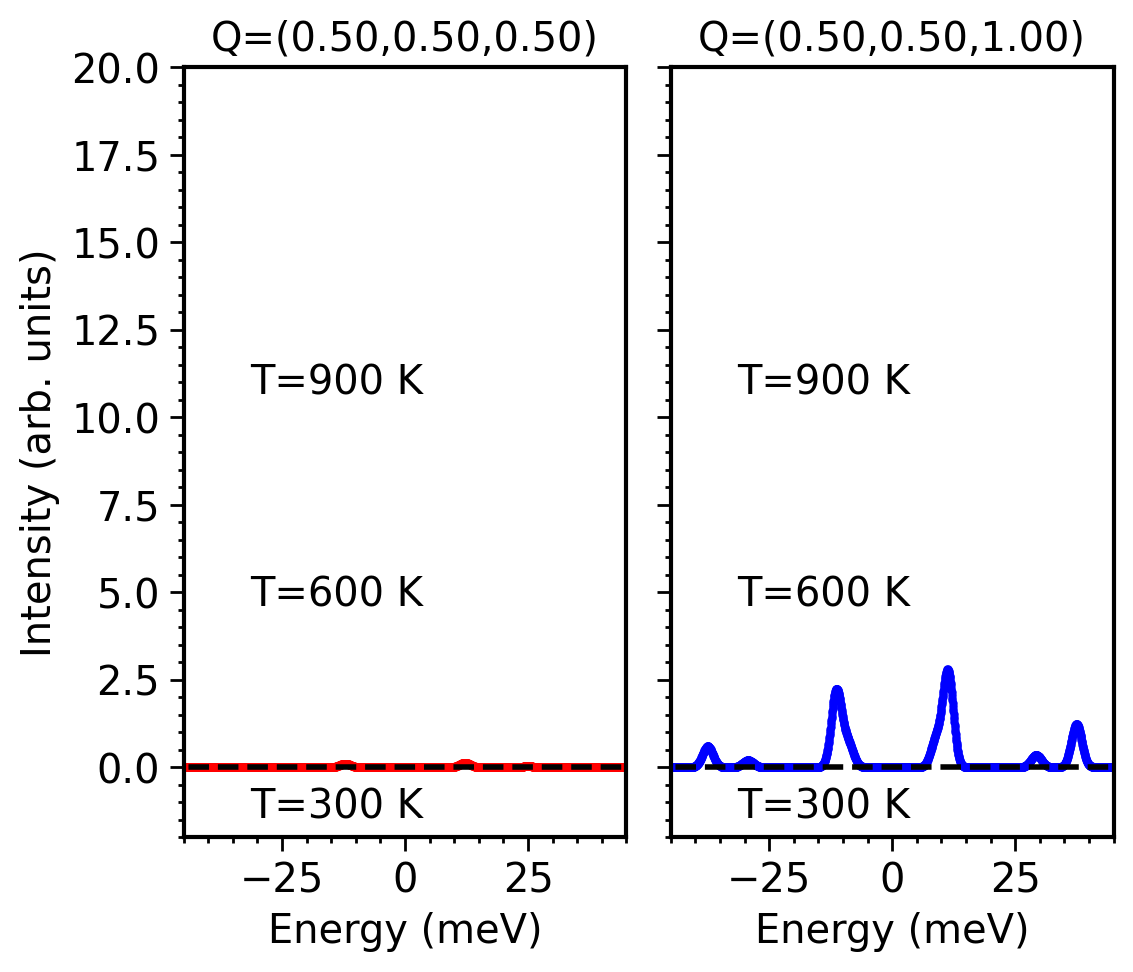 Q=(0.50,0.50,0.50)
Q=(0.50,0.50,1.00)
20.0
17.5
15.0
12.5
10.0
7.5
5.0
2.5
0.0
Intensity (arb. units)
T=900 K
T=600 K
T=300 K
T=900 K
T=600 K
T=300 K
−25 0 25
−25 0 25
Energy (meV)
Energy (meV)